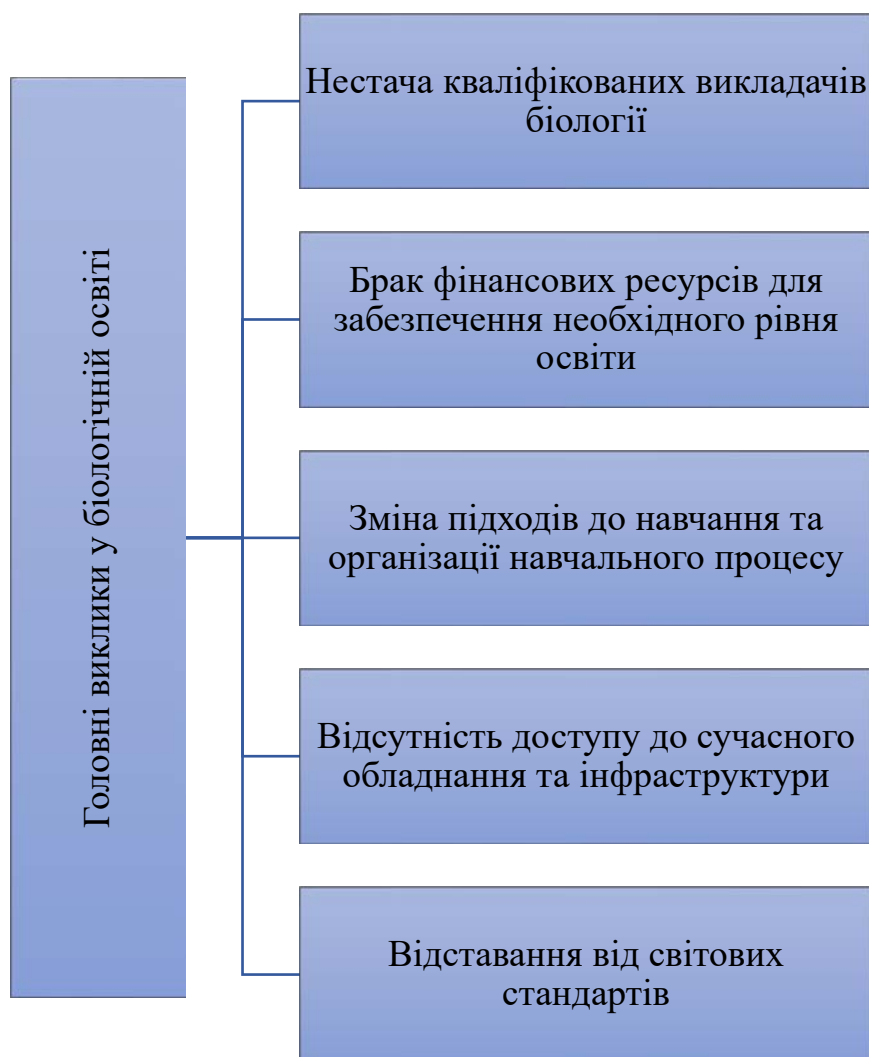 Головні виклики у біологічній освіті
Нестача кваліфікованих викладачів
біології
Брак фінансових ресурсів для
забезпечення необхідного рівня
освіти
Зміна підходів до навчання та
організації навчального процесу
Відсутність доступу до сучасного
обладнання та інфраструктури
Відставання від світових
стандартів